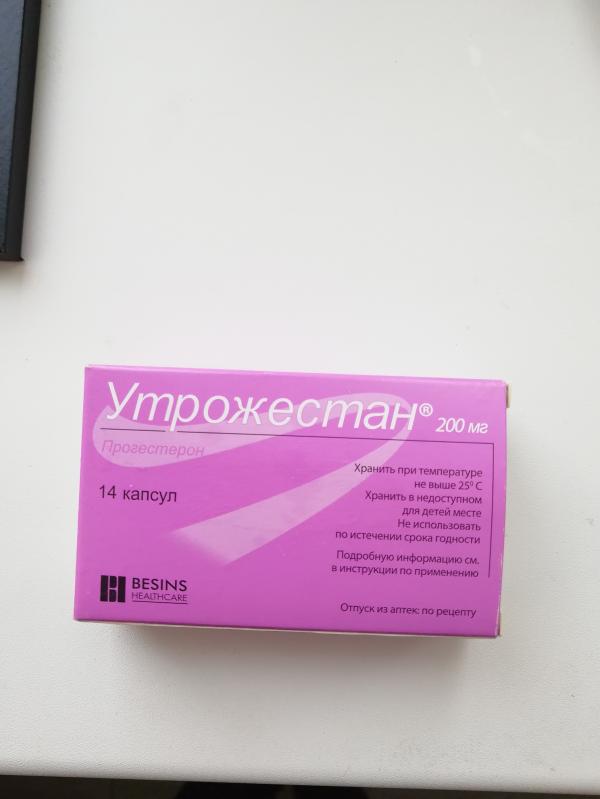 Утрожестан® 200 мг
Прогестерон
14 капсул
Хранить при температуре
не выше 25⁰ С
Хранить в недоступном
для детей месте
Не использовать
по истечении срока годности
Подробную информацию см.
в инструкции по применению
BESINS
HEALTHCARE
Отпуск из аптек: по рецепту